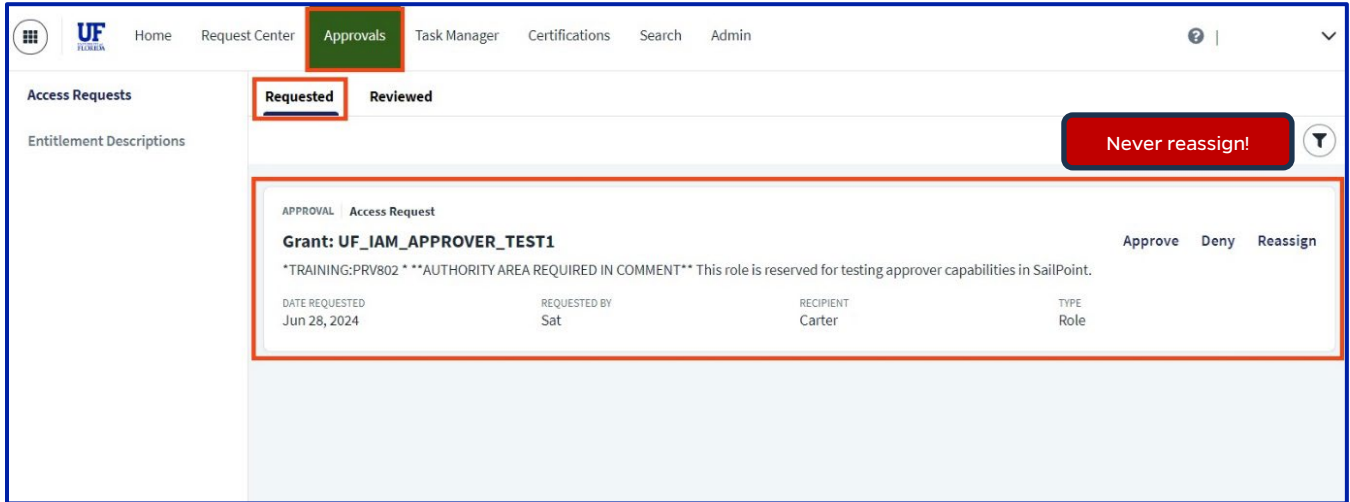 UF
FLORIDA
Home Request Center Approvals Task Manager Certifications Search Admin
Access Requests
Entitlement Descriptions
Requested Reviewed
Never reassign!
APPROVAL Access Request
Grant: UF_IAM_APPROVER_TEST1
Approve Deny Reassign
*TRAINING:PRV802 * **AUTHORITY AREA REQUIRED IN COMMENT** This role is reserved for testing approver capabilities in SailPoint.
DATE REQUESTED REQUESTED BY RECIPIENT TYPE
Jun 28, 2024 Sat Carter Role